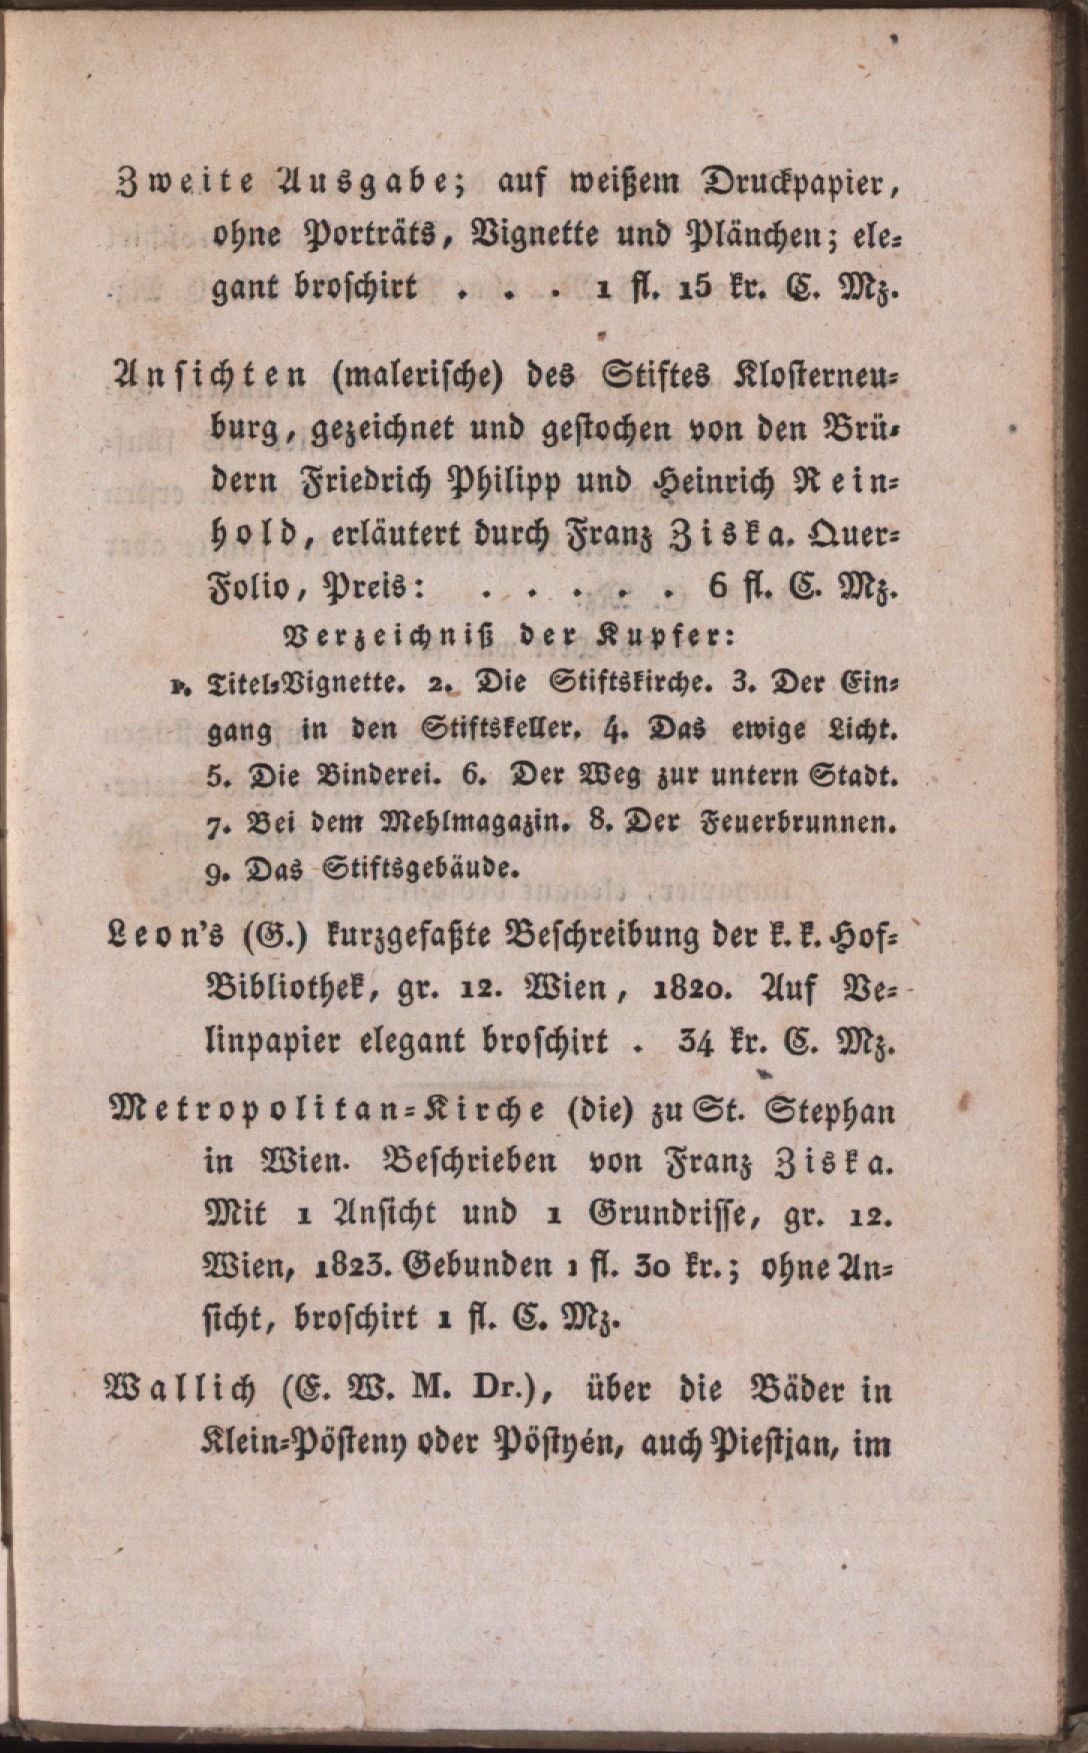 Zweite Ausgabe; auf weißem Druckpapier,
ohne Porträts, Vignette und Plänchen; ele=
gant broschirt . . . 1 fl. 15 kr. C. Mz.
Ansichten (malerische) des Stiftes Klosterneu=
burg, gezeichnet und gestochen von den Brü=
dern Friedrich Philipp und Heinrich Rein=
hold, erläutert durch Franz Ziska. Quer=
Folio, Preis: . . . . . 6 fl. C. Mz.
Verzeichniß der Kupfer:
1. Titel=Vignette. 2. Die Stiftskirche. 3. Der Ein=
gang in den Stiftskeller. 4. Das ewige Licht.
5. Die Binderei. 6. Der Weg zur untern Stadt.
7. Bei dem Mehlmagazin. 8. Der Feuerbrunnen.
9. Das Stiftsgebäude.
Leon's (G.) kurzgefaßte Beschreibung der k. k. Hof=
Bibliothek, gr. 12. Wien, 1820. Auf Ve=
linpapier elegant broschirt . 34 kr. C. Mz.
Metropolitan=Kirche (die) zu St. Stephan
in Wien. Beschrieben von Franz Ziska.
Mit 1 Ansicht und 1 Grundrisse, gr. 12.
Wien, 1823. Gebunden 1 fl. 30 kr.; ohne An=
sicht, broschirt 1 fl. C. Mz.
Wallich (E. W. M. Dr.), über die Bäder in
Klein=Pösteny oder Pöstyén, auch Piestjan, im